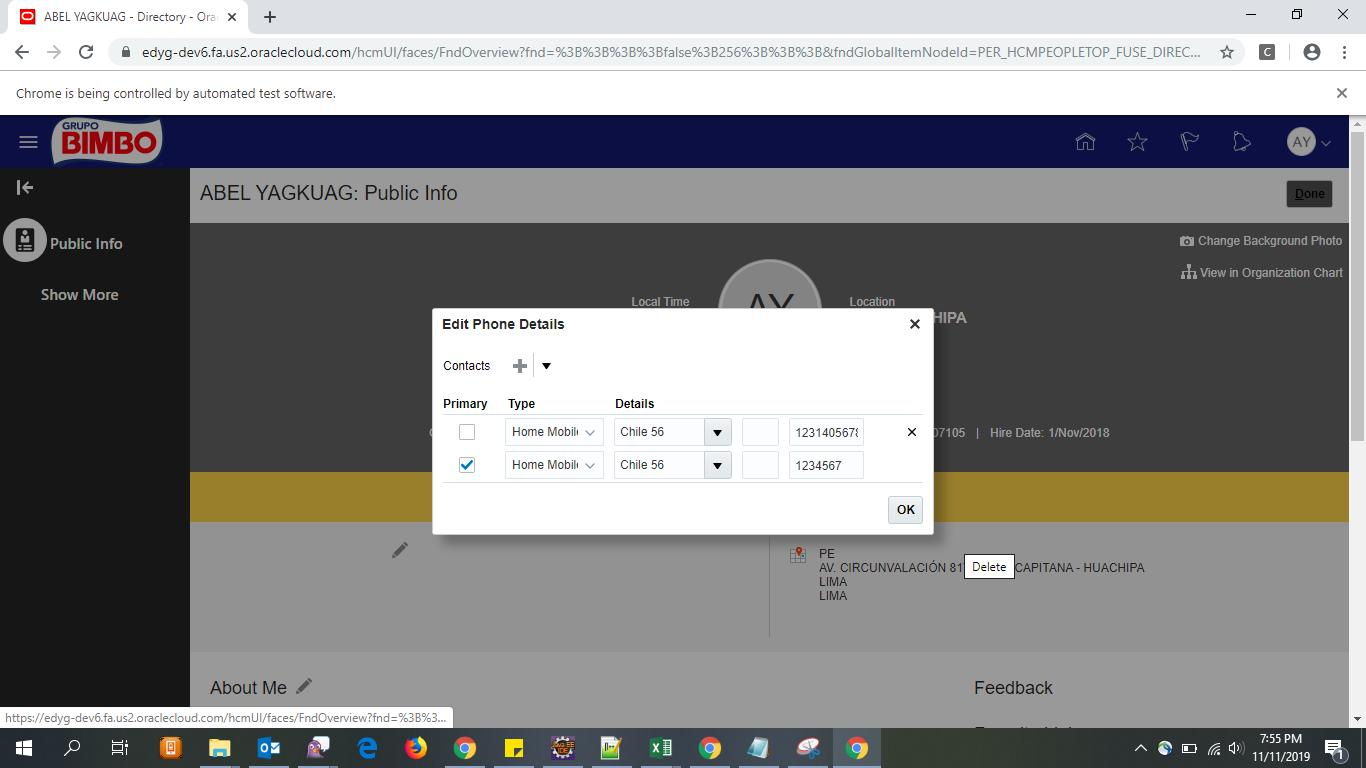 ABEL YAGKUAG - Directory - Ora
edyg-dev6.fa.us2.oraclecloud.com/hcmUI/faces/FndOverview?fnd=%3B%3B%3B%3Bfalse%3B256%3B%3B%3B&fndGlobalItemNodeId=PER_HCMPEOPLETOP_FUSE_DIREC...
C
Chrome is being controlled by automated test software.
GRUPO
BIMBO
AY
ABEL YAGKUAG: Public Info
Done
Public Info
Show More
Change Background Photo
View in Organization Chart
Local Time
AY
Location
HIPA
07105 | Hire Date: 1/Nov/2018
Edit Phone Details
Contacts
Primary Type Details
Home Mobil Chile 56 1231405678
Home Mobil Chile 56 1234567
OK
PE
AV. CIRCUNVALACIÓN 81 CAPITANA - HUACHIPA
Delete
LIMA
LIMA
About Me
Feedback
https://edyg-dev6.fa.us2.oraclecloud.com/hcmUI/faces/FndOverview?fnd=%3B%3...
7:55 PM
11/11/2019
1